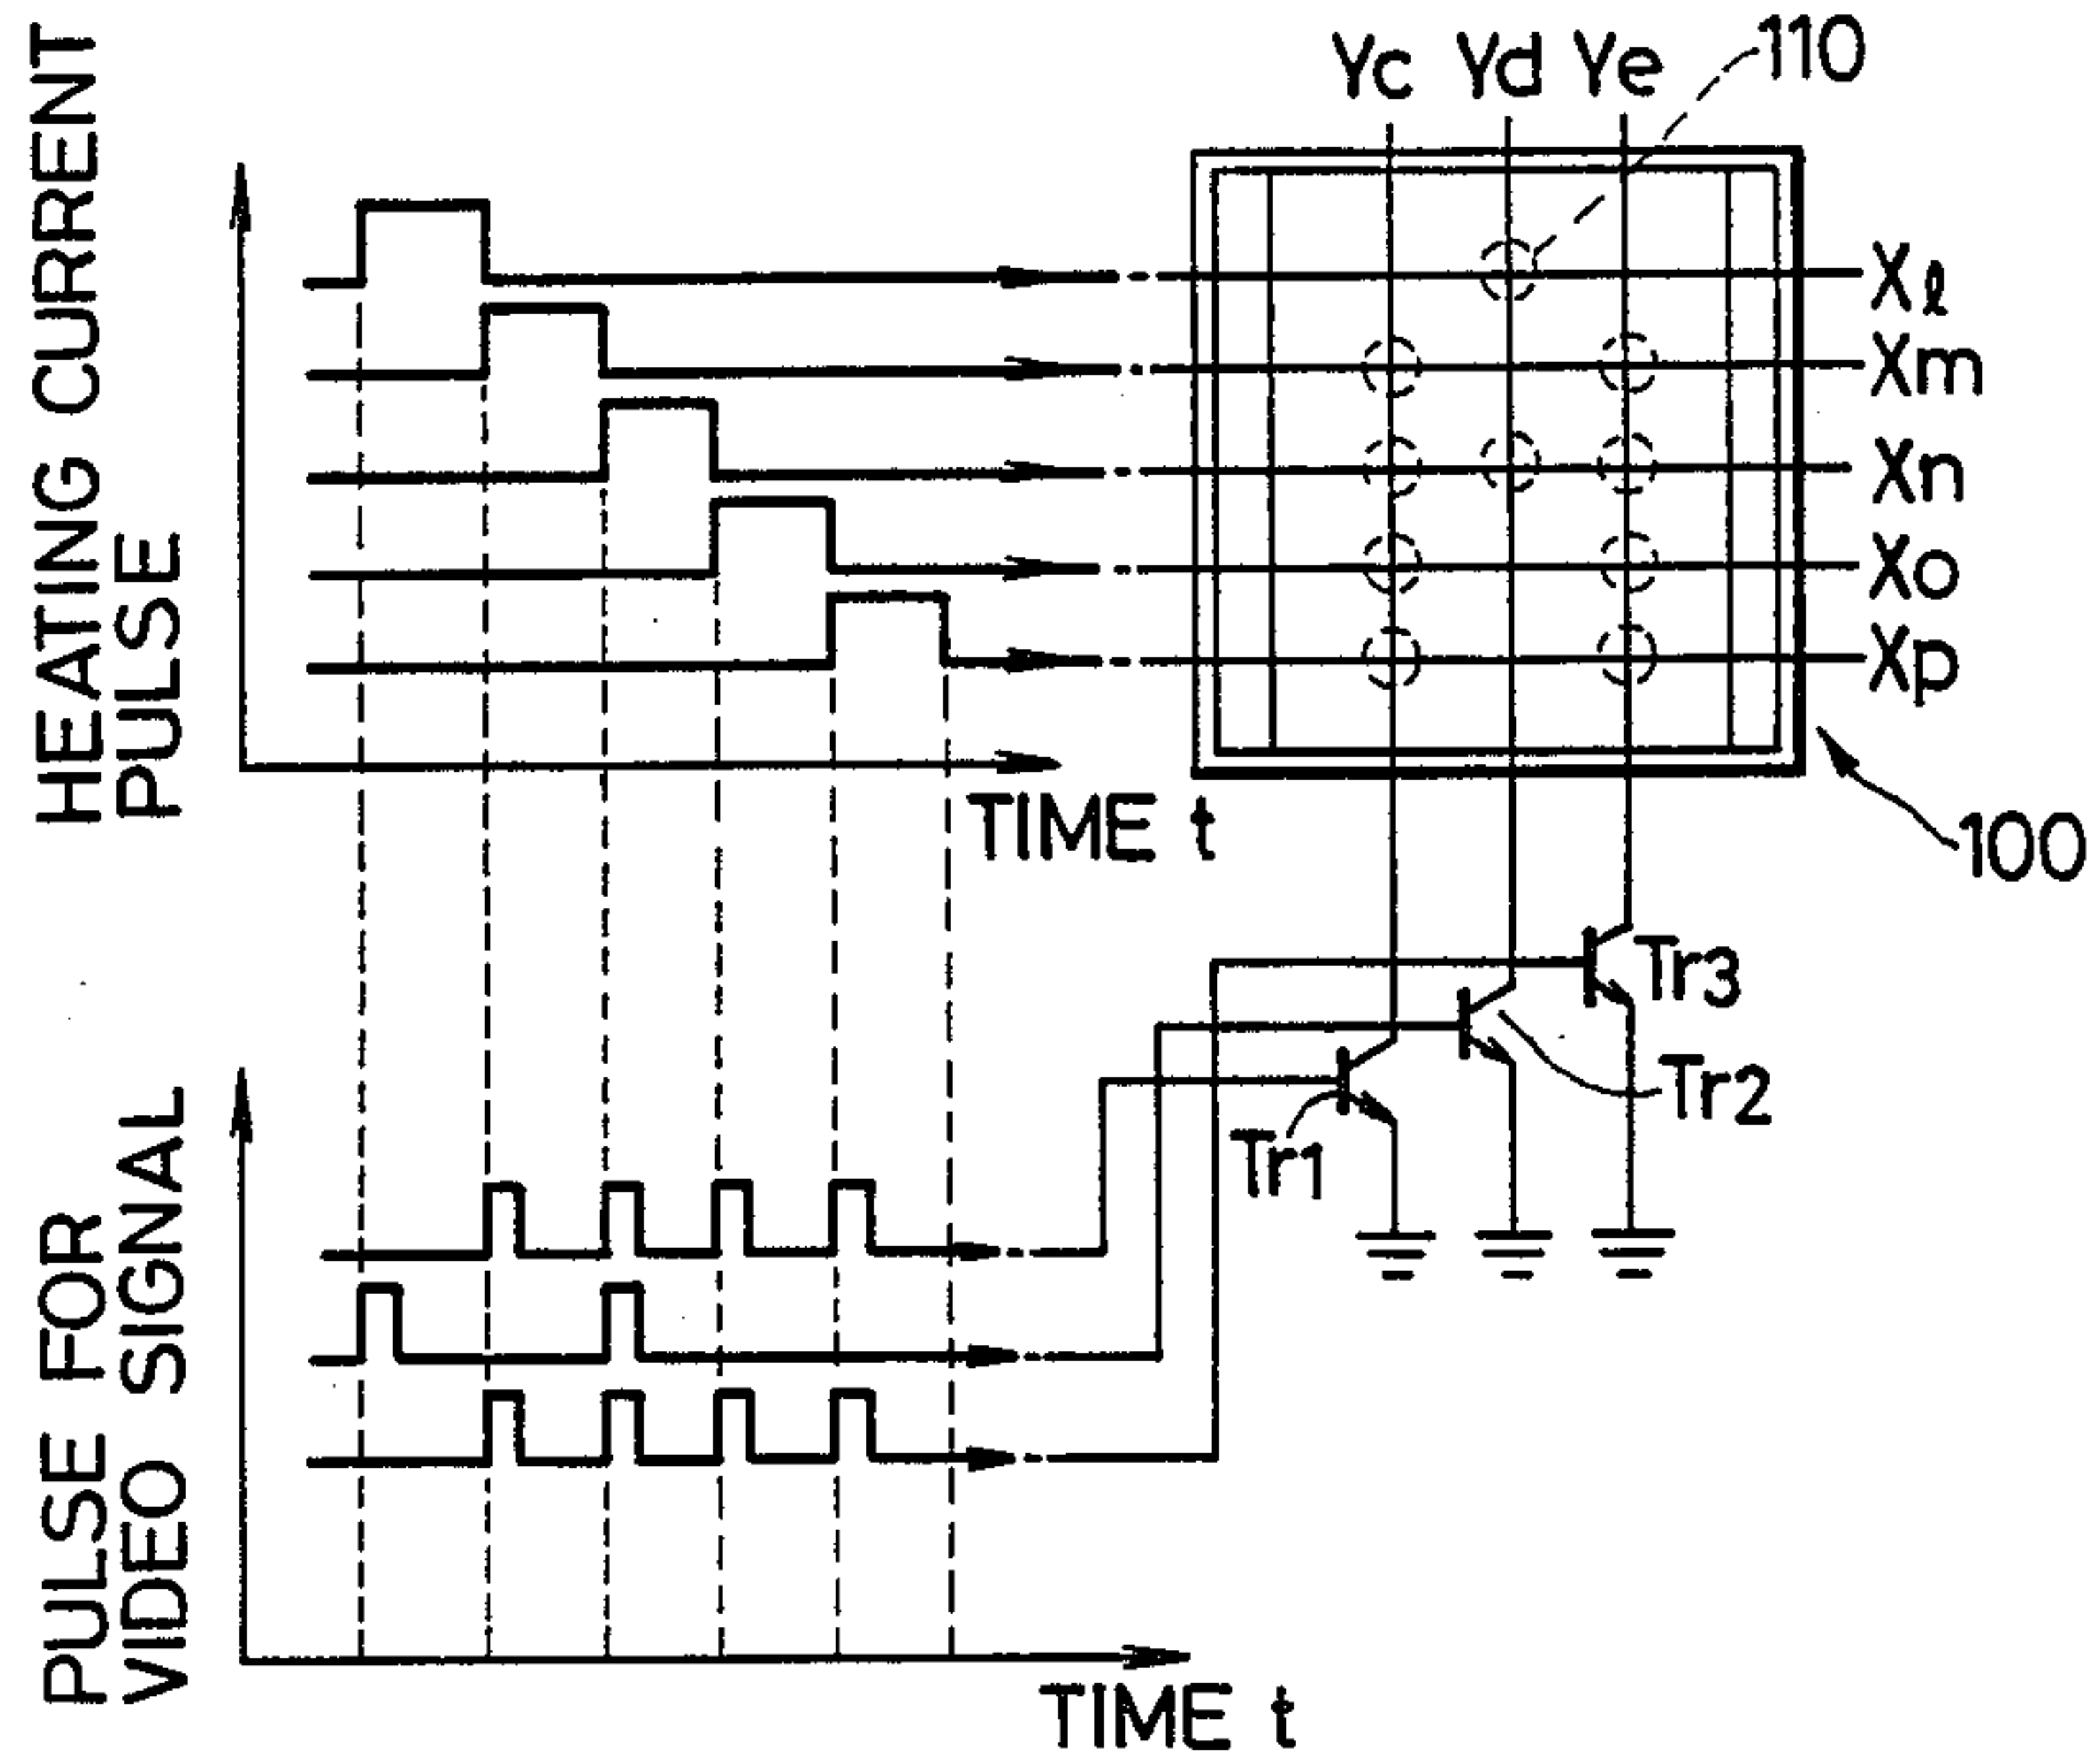 HEATING CURRENT
PULSE
TIME t
Yc Yd Ye
110
Xℓ
Xm
Xn
Xo
Xp
100
Tr3
Tr2
Tr1
PULSE FOR
VIDEO SIGNAL
TIME t